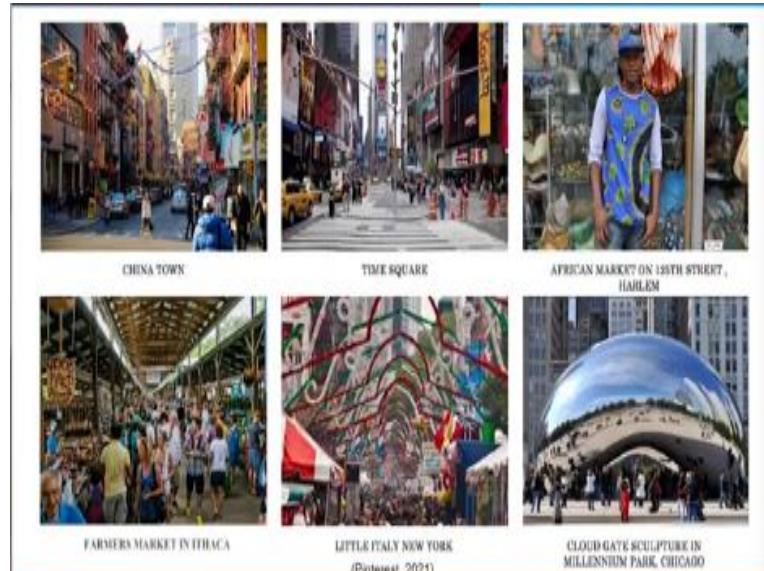 CHINA TOWN
TIME SQUARE
AFRICAN MARKET ON 125TH STREET ,
HARLEM
FARMERS MARKET IN ITHACA
LITTLE ITALY NEW YORK
(Pinterest, 2021)
CLOUD GATE SCULPTURE IN
MILLENNIUM PARK, CHICAGO